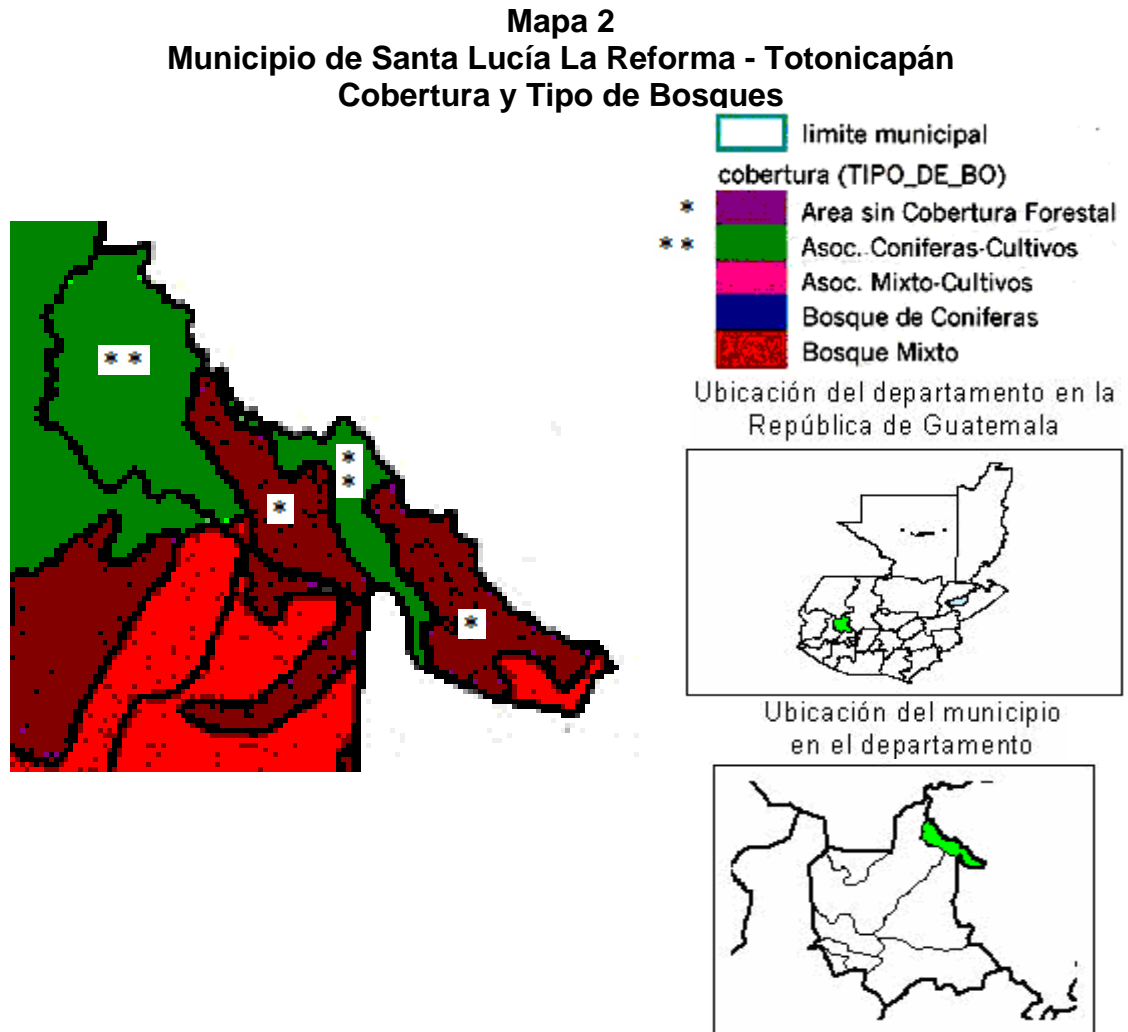 Mapa 2
Municipio de Santa Lucía La Reforma - Totonicapán
Cobertura y Tipo de Bosques
limite municipal
cobertura (TIPO_DE_BO)
* Area sin Cobertura Forestal
** Asoc. Coniferas-Cultivos
Asoc. Mixto-Cultivos
Bosque de Coniferas
Bosque Mixto
Ubicación del departamento en la
República de Guatemala
Ubicación del municipio
en el departamento
**
*
*
*
*